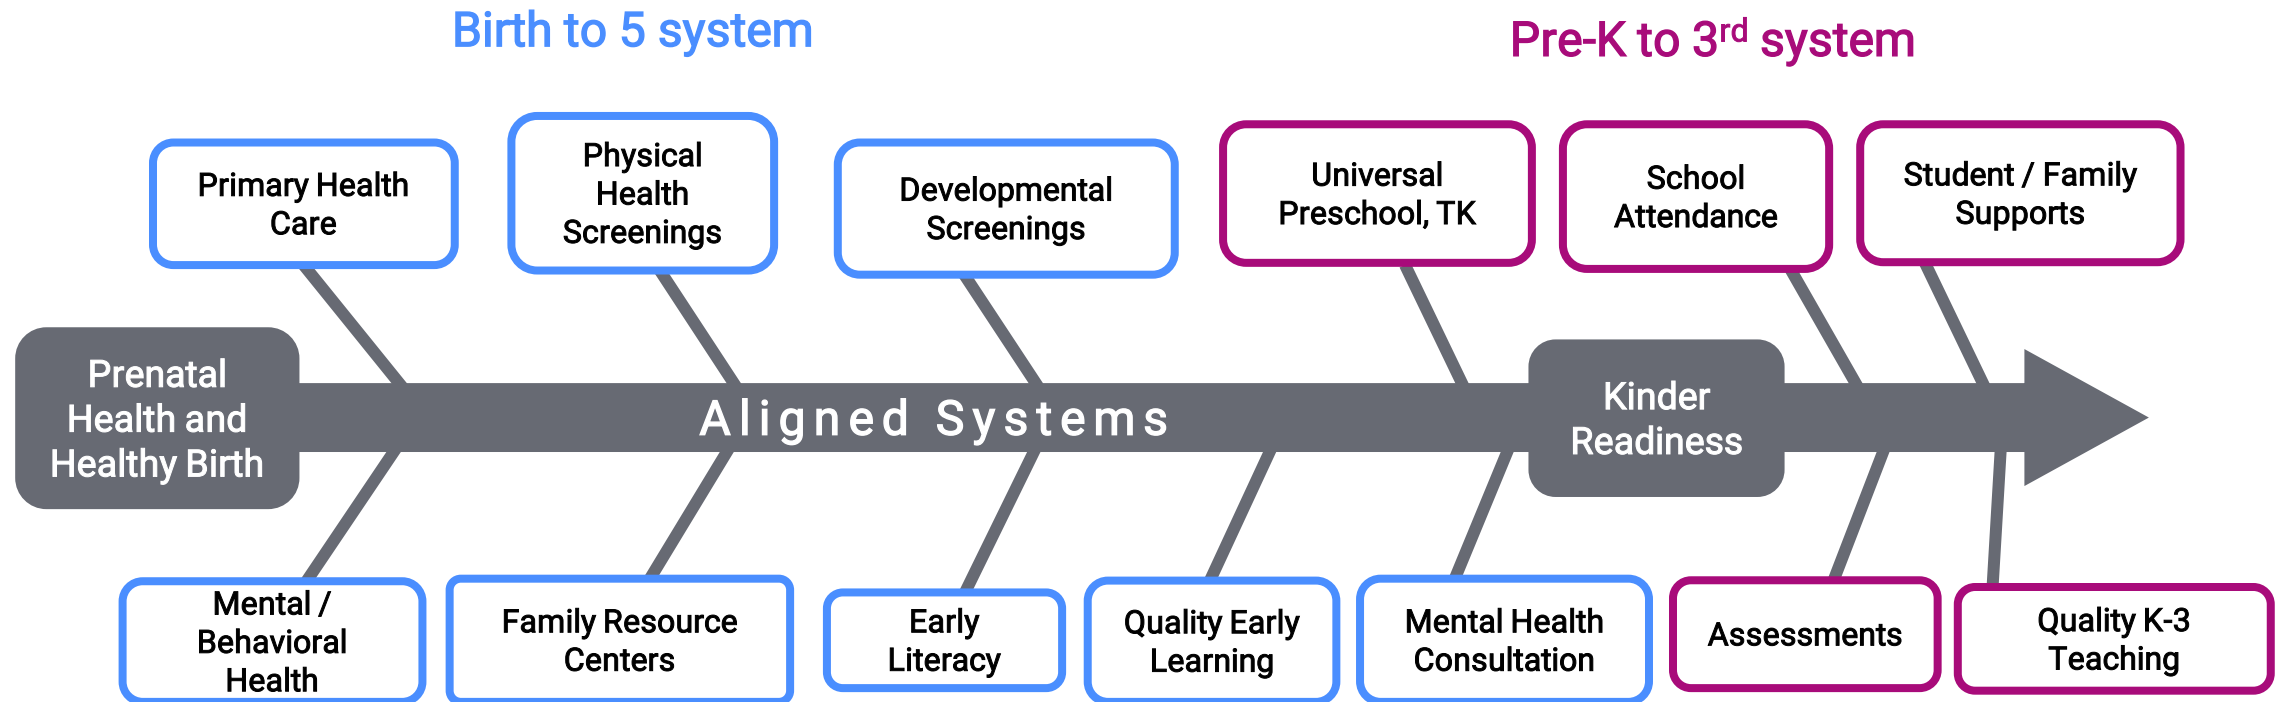 Birth to 5 system
Pre-K to 3rd system
Primary Health
Care
Physical
Health
Screenings
Developmental
Screenings
Universal
Preschool, TK
School
Attendance
Student / Family
Supports
Prenatal
Health and
Healthy Birth
Aligned Systems
Kinder
Readiness
Mental /
Behavioral
Health
Family Resource
Centers
Early
Literacy
Quality Early
Learning
Mental Health
Consultation
Assessments
Quality K-3
Teaching